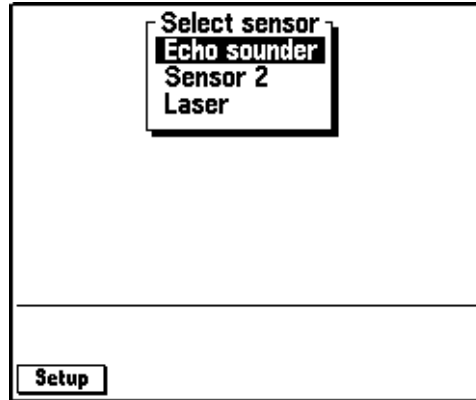 Select sensor
Echo sounder
Sensor 2
Laser
Setup